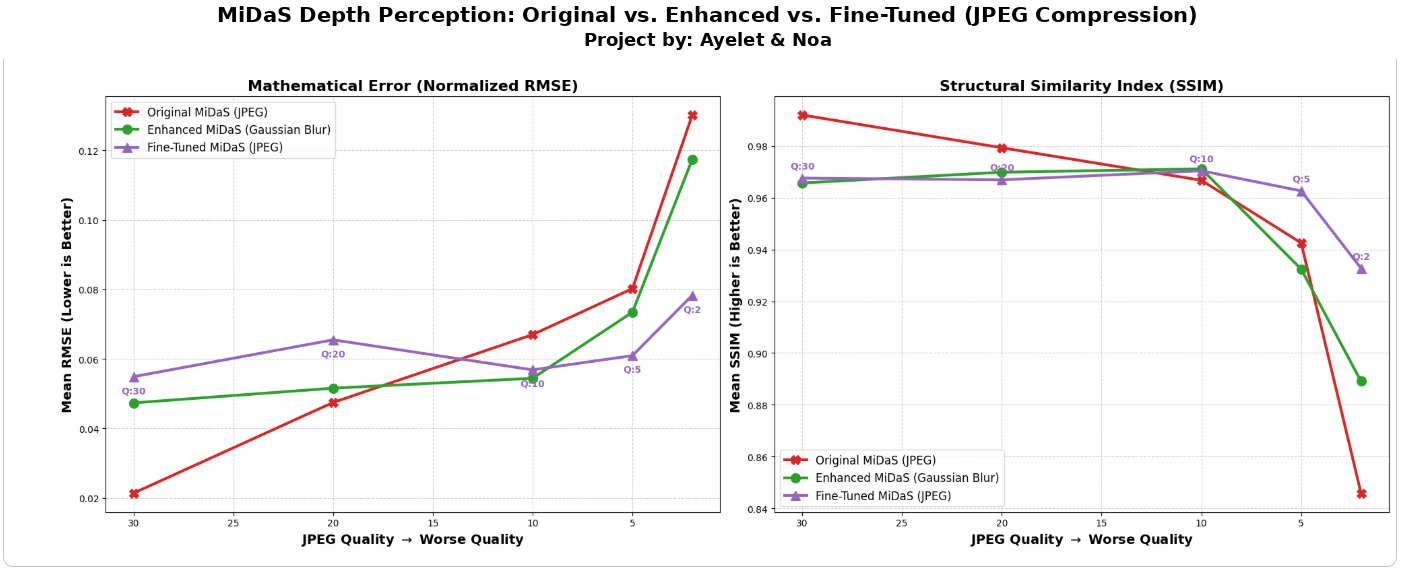 MiDaS Depth Perception: Original vs. Enhanced vs. Fine-Tuned (JPEG Compression)
Project by: Ayelet & Noa
Mathematical Error (Normalized RMSE)
Original MiDaS (JPEG)
Enhanced MiDaS (Gaussian Blur)
Fine-Tuned MiDaS (JPEG)
Mean RMSE (Lower is Better)
0.12
0.10
0.08
0.06
0.04
0.02
Q:30
Q:20
Q:10
Q:5
Q:2
30
25
20
15
10
5
JPEG Quality → Worse Quality
Structural Similarity Index (SSIM)
Mean SSIM (Higher is Better)
0.98
0.96
0.94
0.92
0.90
0.88
0.86
0.84
Q:30
Q:20
Q:10
Q:5
Q:2
Original MiDaS (JPEG)
Enhanced MiDaS (Gaussian Blur)
Fine-Tuned MiDaS (JPEG)
30
25
20
15
10
5
JPEG Quality → Worse Quality